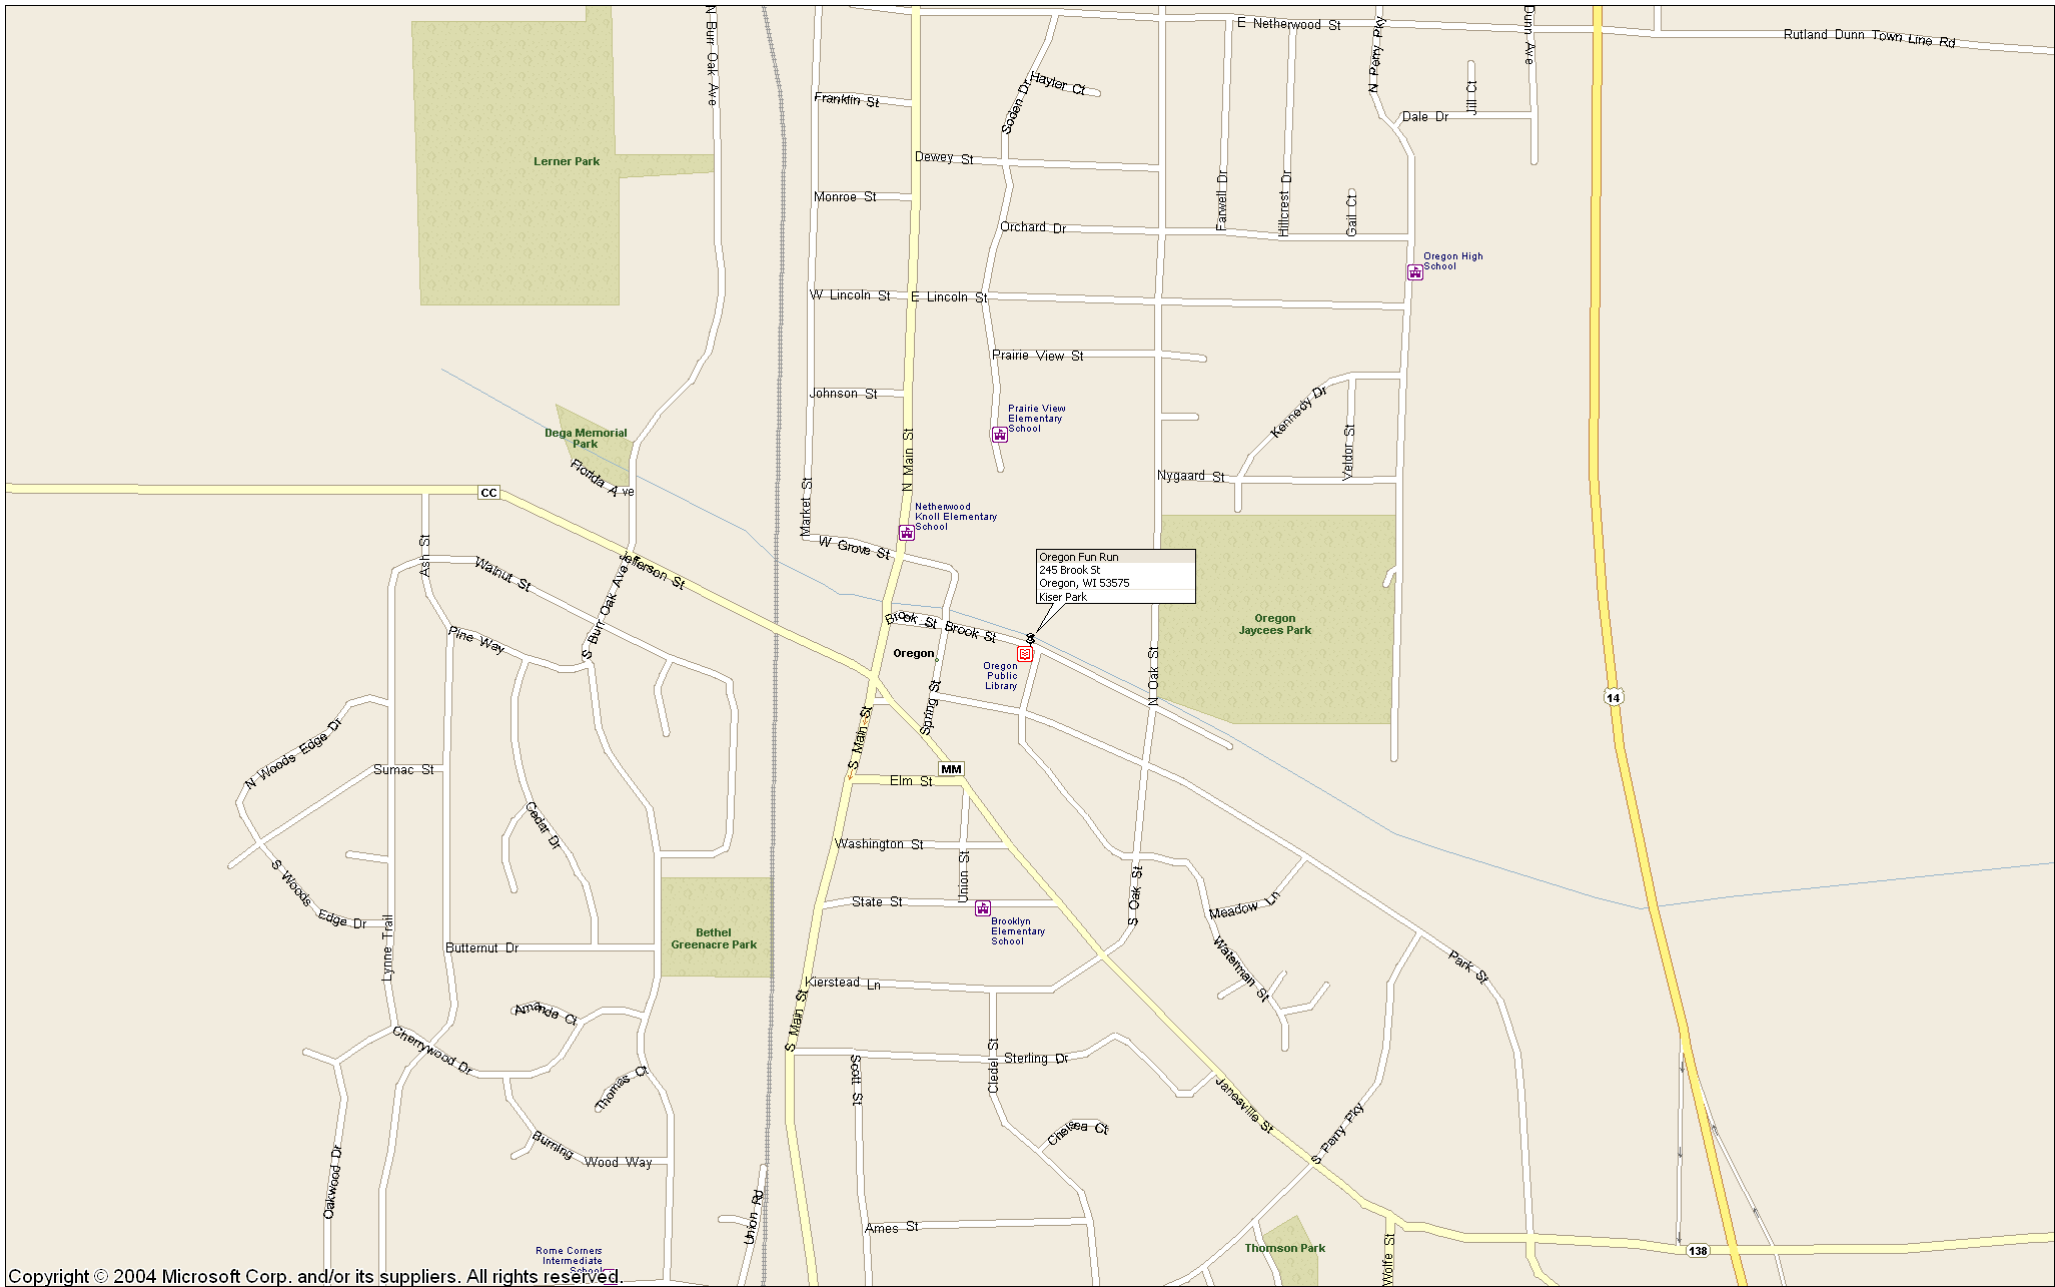 N Burr Oak Ave
E Netherwood St
N Perry Pky
Dunn Ave
Rutland Dunn Town Line Rd
Hayler Ct
Soden Dr
Jill Ct
Franklin St
Dale Dr
Lerner Park
Dewey St
Monroe St
Farwell Dr
Hillcrest Dr
Gail Ct
Orchard Dr
Oregon High
School
W Lincoln St
E Lincoln St
Prairie View St
Johnson St
Kennedy Dr
Prairie View
Elementary
School
Dega Memorial
Park
Florida Ave
N Main St
Veldor St
Nygaard St
CC
Market St
Netherwood
Knoll Elementary
School
W Grove St
Ash St
Walnut St
Jefferson St
Oregon Fun Run
245 Brook St
Oregon, WI 53575
Kiser Park
S Burr Oak Ave
Brook St
Brook St
Pine Way
Oregon
Oregon
Public
Library
Oregon
Jaycees Park
N Oak St
14
Spring St
S Main St
N Woods Edge Dr
Sumac St
MM
Elm St
Cedar Dr
Washington St
Union St
S Woods
Edge Dr
Lynne Trail
State St
S Oak St
Meadow Ln
Brooklyn
Elementary
School
Bethel
Greenacre Park
Butternut Dr
Waterman St
Park St
Kierstead Ln
S Main St
Amanda Ct
Cherrywood Dr
Thomas Ct
Scott St
Cledell St
Sterling Dr
Janesville St
Chelsea Ct
S Perry Pky
Burning
Wood Way
Oakwood Dr
Union Rd
Ames St
Thomson Park
Wolfe St
138
Rome Corners
Intermediate
School
Copyright © 2004 Microsoft Corp. and/or its suppliers. All rights reserved.